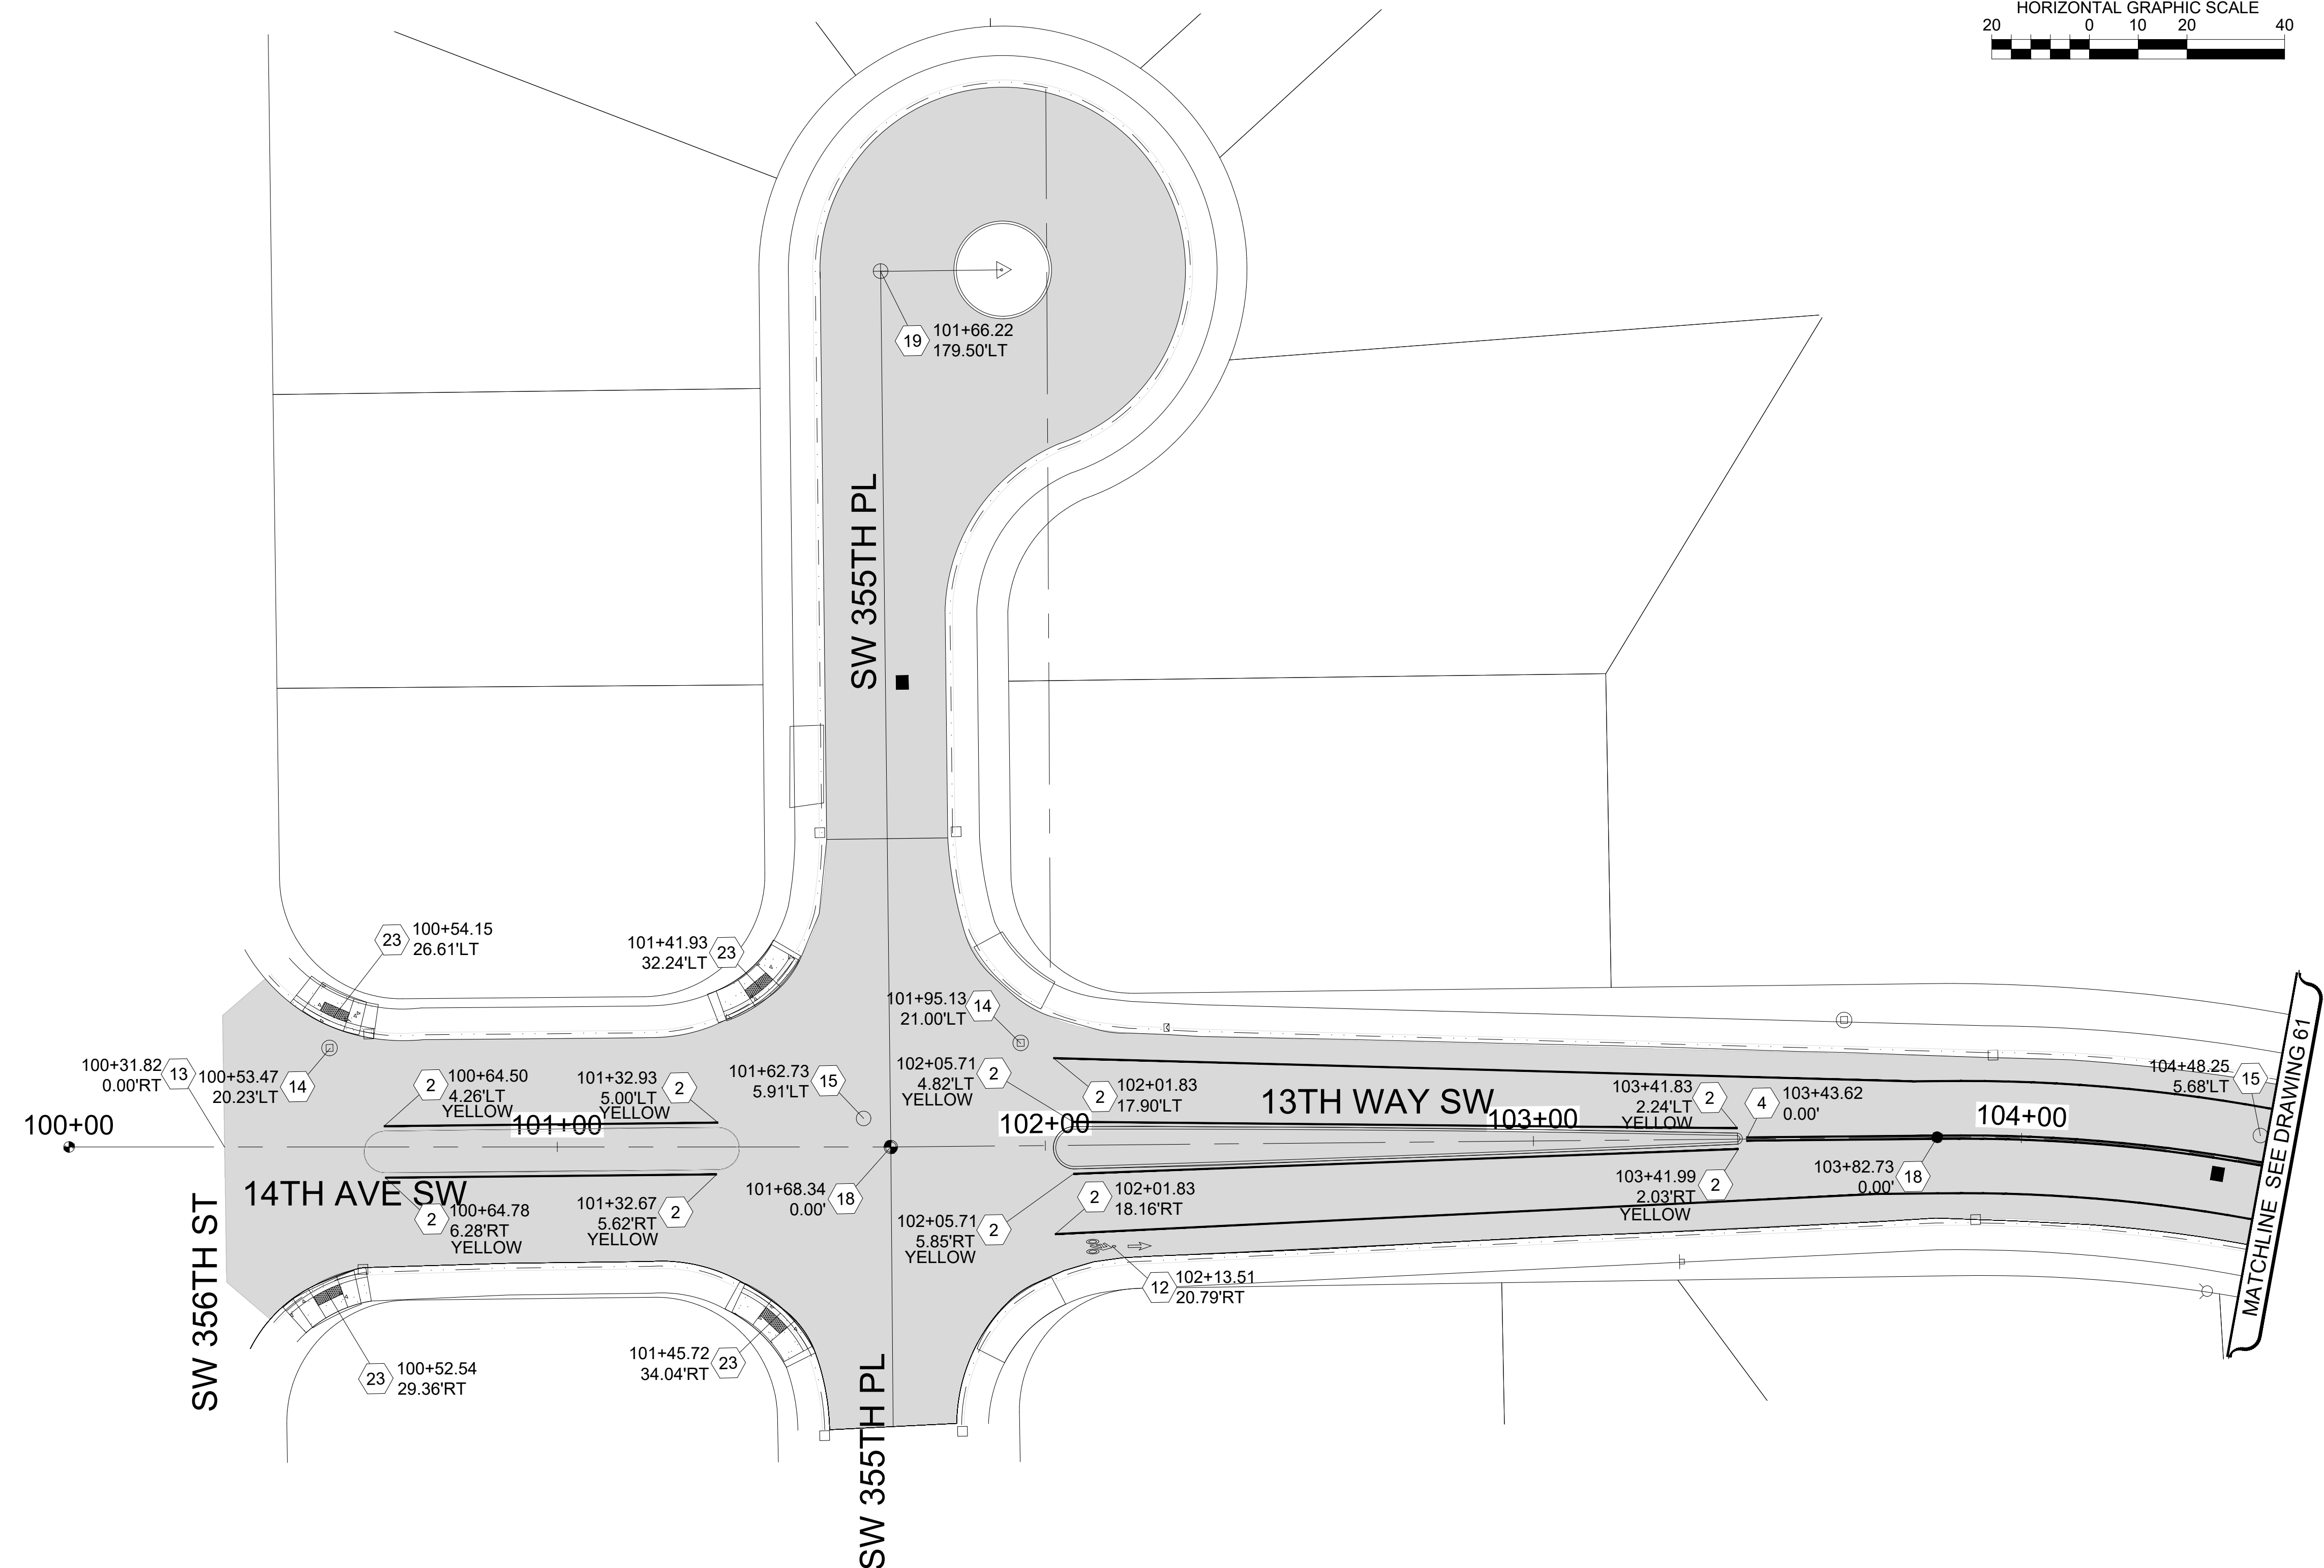 HORIZONTAL GRAPHIC SCALE
20 0 10 20 40
19
101+66.22
179.50'LT
SW 355TH PL
23
100+54.15
26.61'LT
101+41.93
32.24'LT
23
101+95.13
21.00'LT
14
100+31.82
0.00'RT
13
100+53.47
20.23'LT
14
2
100+64.50
4.26'LT
YELLOW
101+32.93
5.00'LT
YELLOW
2
101+62.73
5.91'LT
15
102+05.71
4.82'LT
YELLOW
2
2
102+01.83
17.90'LT
13TH WAY SW
103+41.83
2.24'LT
YELLOW
2
4
103+43.62
0.00'
104+48.25
5.68'LT
15
100+00
101+00
102+00
103+00
104+00
14TH AVE SW
2
100+64.78
6.28'RT
YELLOW
101+32.67
5.62'RT
YELLOW
2
101+68.34
0.00'
18
102+05.71
5.85'RT
YELLOW
2
2
102+01.83
18.16'RT
103+41.99
2.03'RT
YELLOW
2
103+82.73
0.00'
18
12
102+13.51
20.79'RT
SW 356TH ST
23
100+52.54
29.36'RT
101+45.72
34.04'RT
23
SW 355TH PL
MATCHLINE SEE DRAWING 61